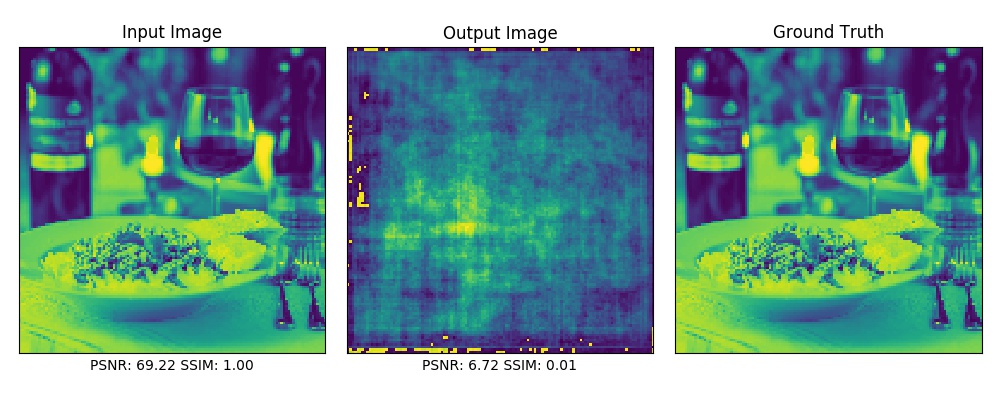 Input Image
Output Image
Ground Truth
PSNR: 69.22 SSIM: 1.00
PSNR: 6.72 SSIM: 0.01